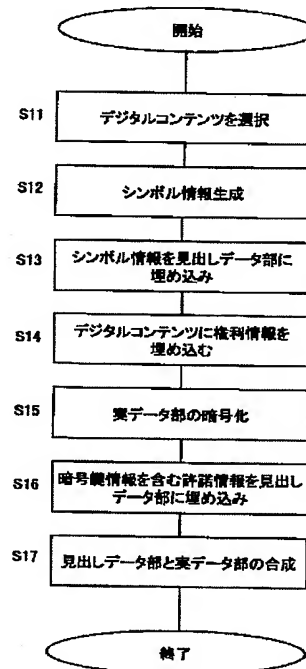 開始
S11
デジタルコンテンツを選択
S12
シンボル情報生成
S13
シンボル情報を見出しデータ部に
埋め込み
S14
デジタルコンテンツに権利情報を
埋め込む
S15
実データ部の暗号化
S16
暗号鍵情報を含む許諾情報を見出し
データ部に埋め込み
S17
見出しデータ部と実データ部の合成
終了